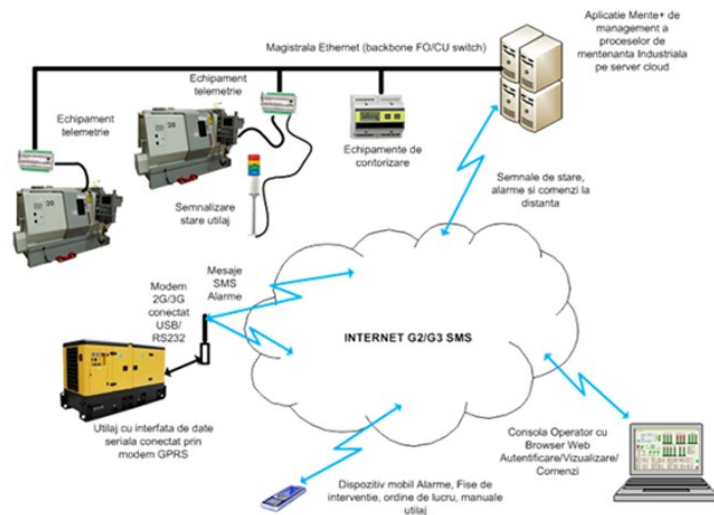 Magistrala Ethernet (backbone FO/CU switch)
Aplicatie Mente+ de
management a
proceselor de
mentenanta Industriala
pe server cloud
Echipament
telemetrie
Echipament
telemetrie
Echipamente de
contorizare
Semnalizare
stare utilaj
Semnale de stare,
alarme si comenzi la
distanta
Mesaje
SMS
Alarme
Modem
2G/3G
conectat
USB/
RS232
INTERNET G2/G3 SMS
Utilaj cu interfata de date
seriala conectat prin
modem GPRS
Consola Operator cu
Browser Web
Autentificare/Vizualizare/
Comenzi
Dispozitiv mobil Alarme, Fise de
interventie, ordine de lucru, manuale
utilaj